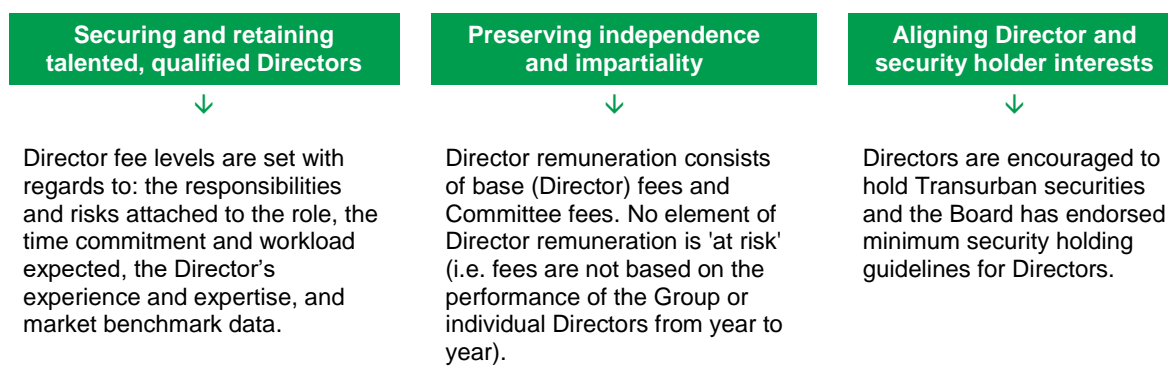 Securing and retaining
talented, qualified Directors
Director fee levels are set with
regards to: the responsibilities
and risks attached to the role, the
time commitment and workload
expected, the Director’s
experience and expertise, and
market benchmark data.
Preserving independence
and impartiality
Director remuneration consists
of base (Director) fees and
Committee fees. No element of
Director remuneration is 'at risk'
(i.e. fees are not based on the
performance of the Group or
individual Directors from year to
year).
Aligning Director and
security holder interests
Directors are encouraged to
hold Transurban securities
and the Board has endorsed
minimum security holding
guidelines for Directors.